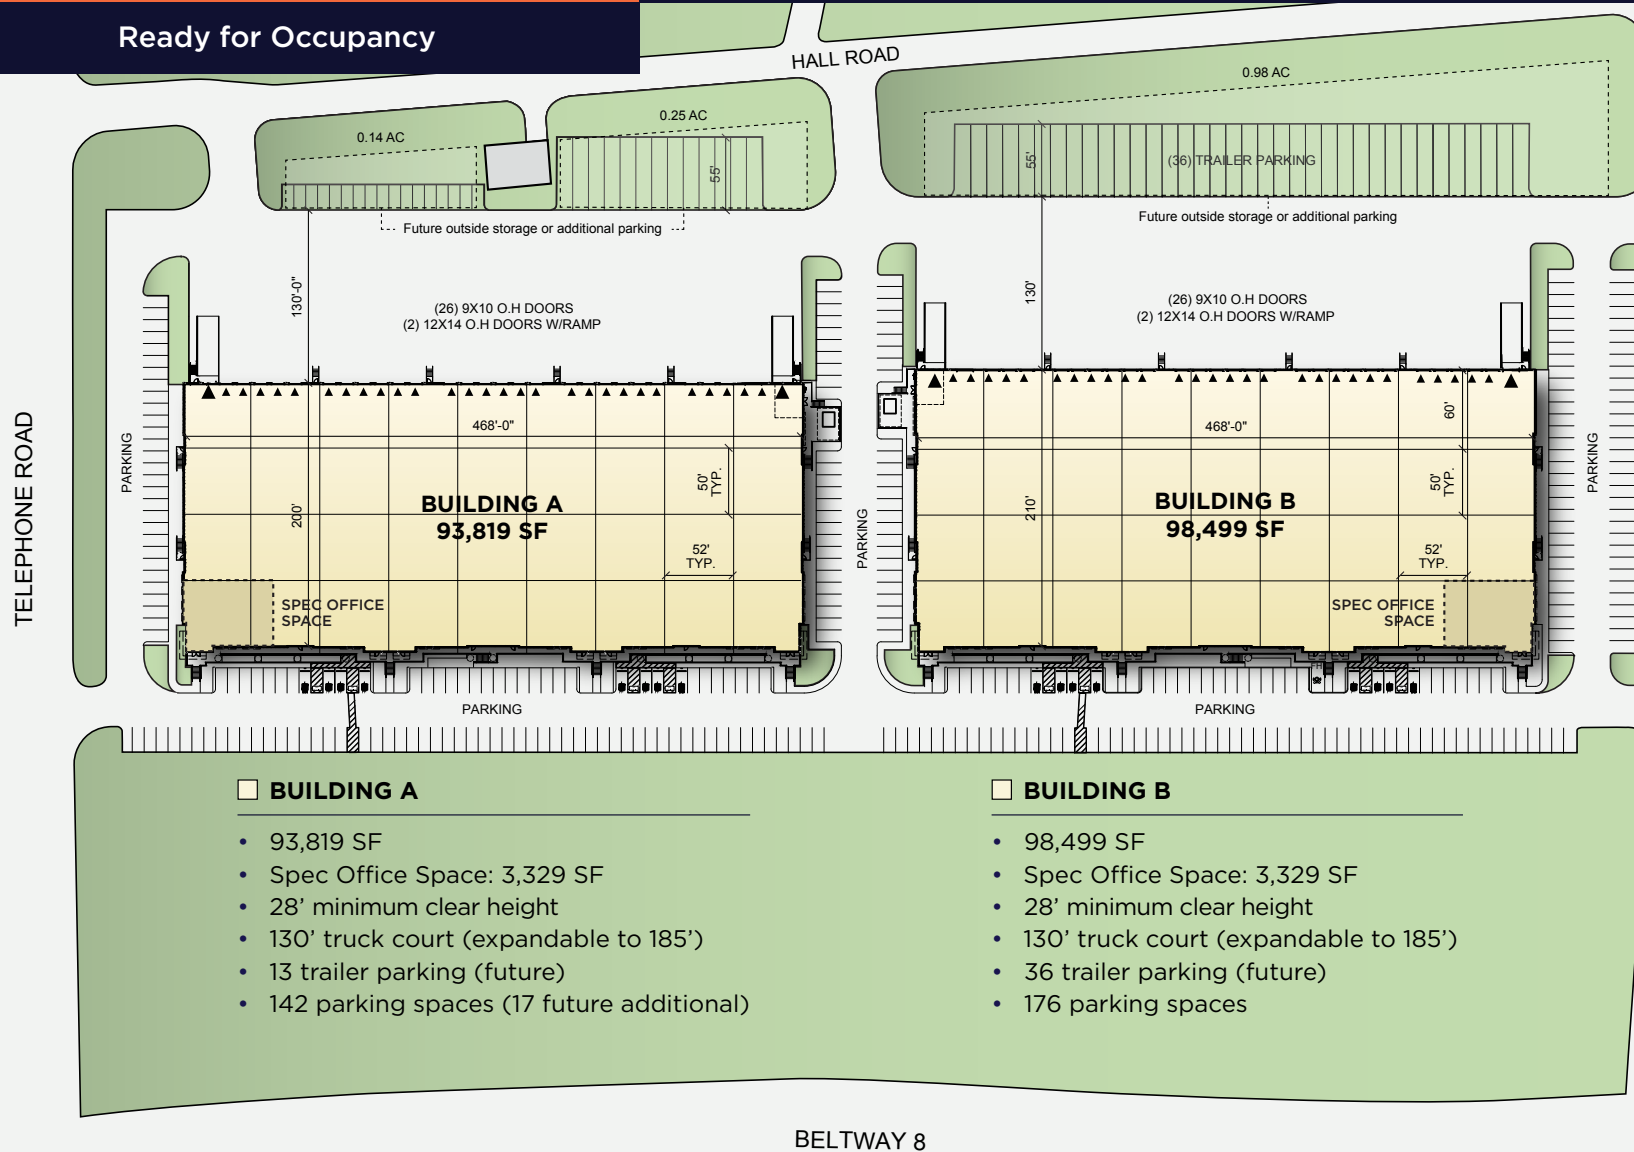 Ready for Occupancy
HALL ROAD
0.14 AC
0.25 AC
0.98 AC
55'
55'
(36) TRAILER PARKING
Future outside storage or additional parking
Future outside storage or additional parking
130'-0"
(26) 9X10 O.H DOORS
(2) 12X14 O.H DOORS W/RAMP
130'
(26) 9X10 O.H DOORS
(2) 12X14 O.H DOORS W/RAMP
TELEPHONE ROAD
PARKING
468'-0"
200'
BUILDING A
93,819 SF
50'
TYP.
52'
TYP.
SPEC OFFICE
SPACE
PARKING
468'-0"
60'
210'
BUILDING B
98,499 SF
50'
TYP.
52'
TYP.
SPEC OFFICE
SPACE
PARKING
PARKING
PARKING
BUILDING A
• 93,819 SF
• Spec Office Space: 3,329 SF
• 28’ minimum clear height
• 130’ truck court (expandable to 185’)
• 13 trailer parking (future)
• 142 parking spaces (17 future additional)
BUILDING B
• 98,499 SF
• Spec Office Space: 3,329 SF
• 28’ minimum clear height
• 130’ truck court (expandable to 185’)
• 36 trailer parking (future)
• 176 parking spaces
BELTWAY 8